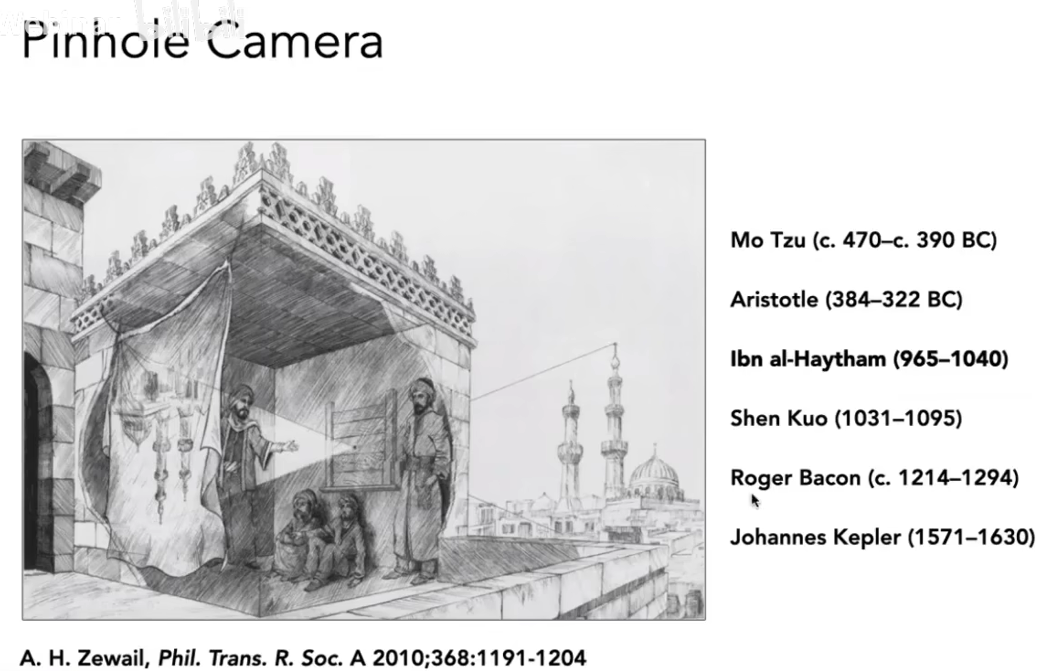 Webinar
Pinhole Camera
Mo Tzu (c. 470–c. 390 BC)
Aristotle (384–322 BC)
Ibn al-Haytham (965–1040)
Shen Kuo (1031–1095)
Roger Bacon (c. 1214–1294)
Johannes Kepler (1571–1630)
A. H. Zewail, Phil. Trans. R. Soc. A 2010;368:1191-1204